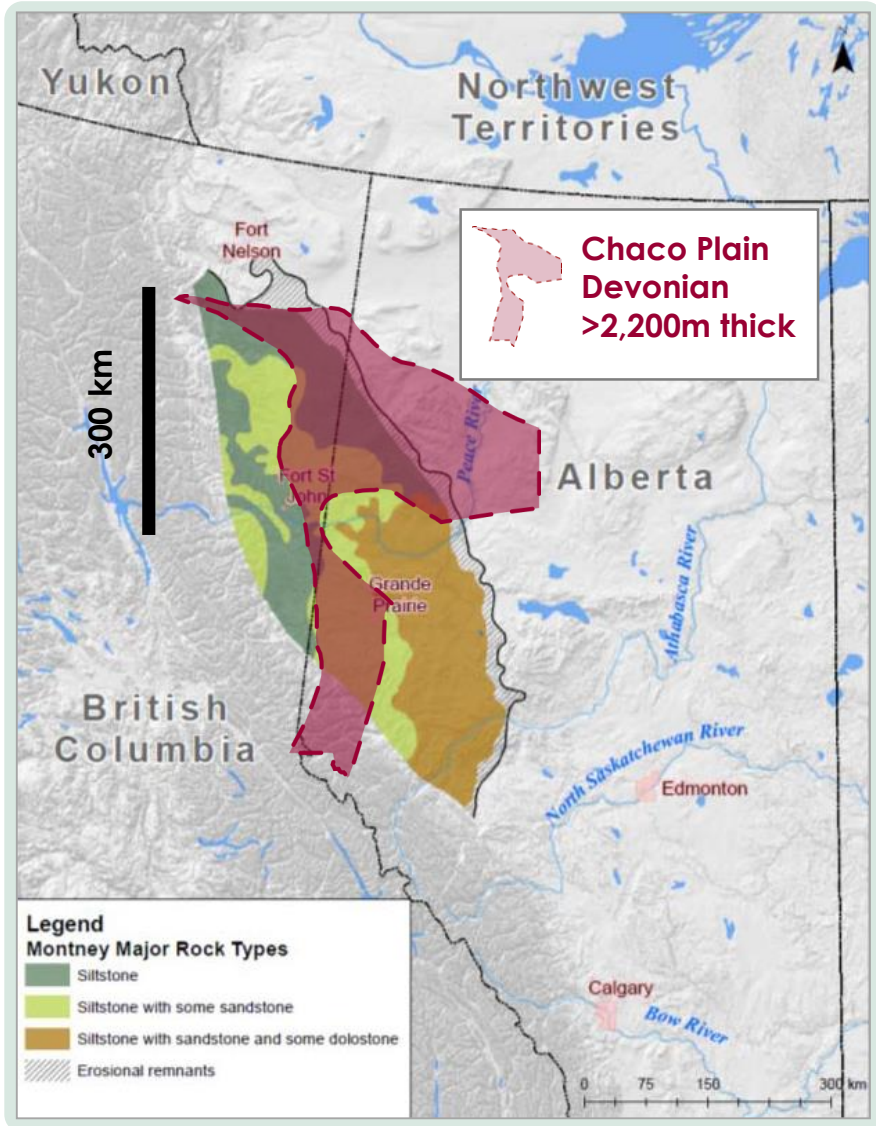 Yukon
Northwest
Territories
Fort
Nelson
Chaco Plain
Devonian
>2,200m thick
300 km
Peace River
Alberta
Fort St
John
Grande
Prairie
Athabasca River
British
Columbia
North Saskatchewan River
Edmonton
Legend
Montney Major Rock Types
Siltstone
Siltstone with some sandstone
Siltstone with sandstone and some dolostone
Erosional remnants
Calgary
Bow River
0 75 150 300 km